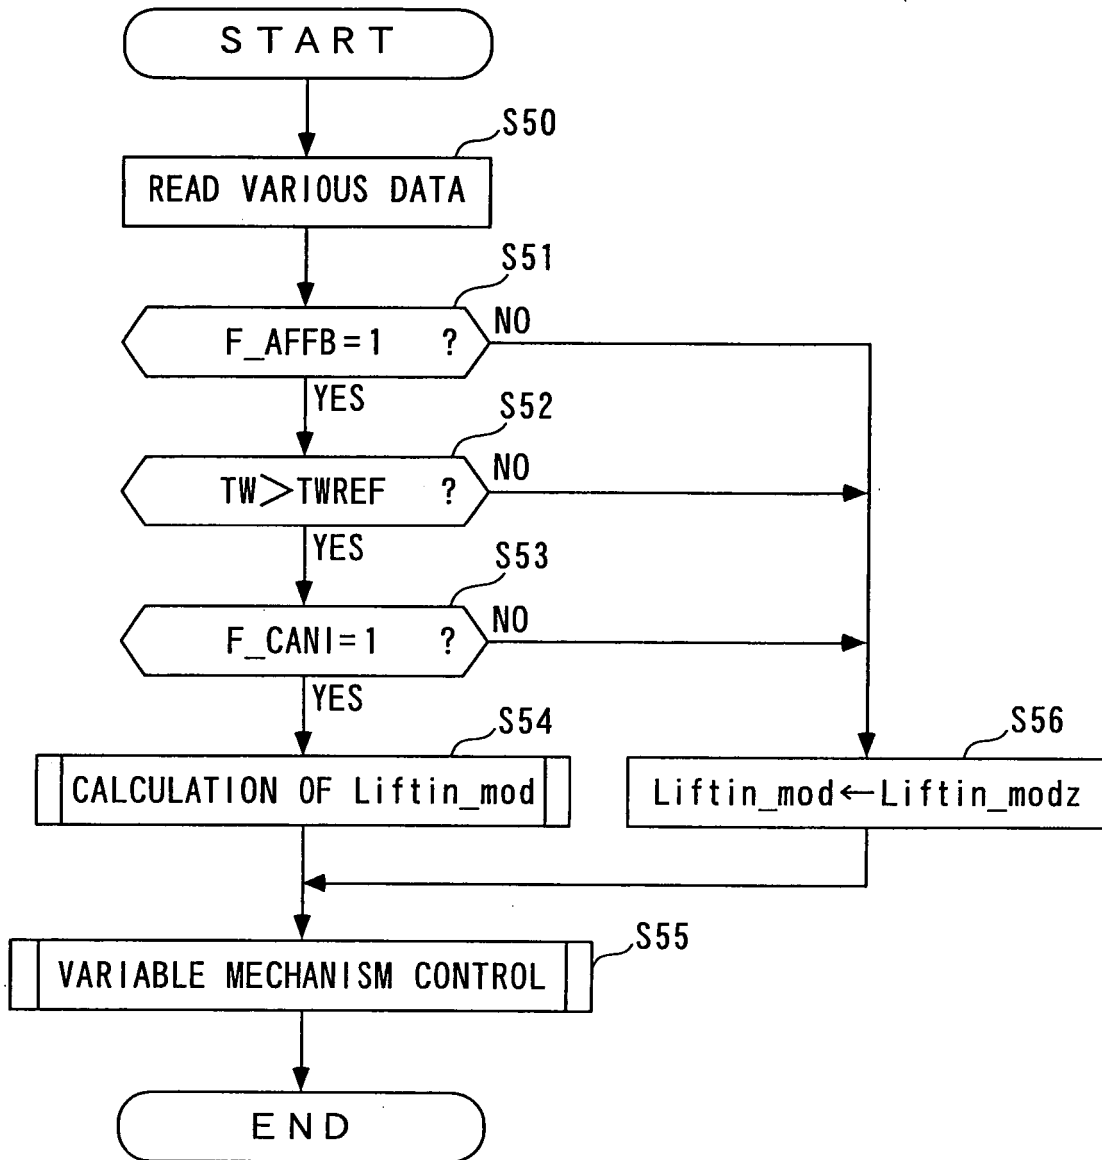 START
S50
READ VARIOUS DATA
S51
F_AFFB=1 ?
NO
YES
S52
TW>TWREF ?
NO
YES
S53
F_CANI=1 ?
NO
YES
S54
CALCULATION OF Liftin_mod
S56
Liftin_mod←Liftin_modz
S55
VARIABLE MECHANISM CONTROL
END